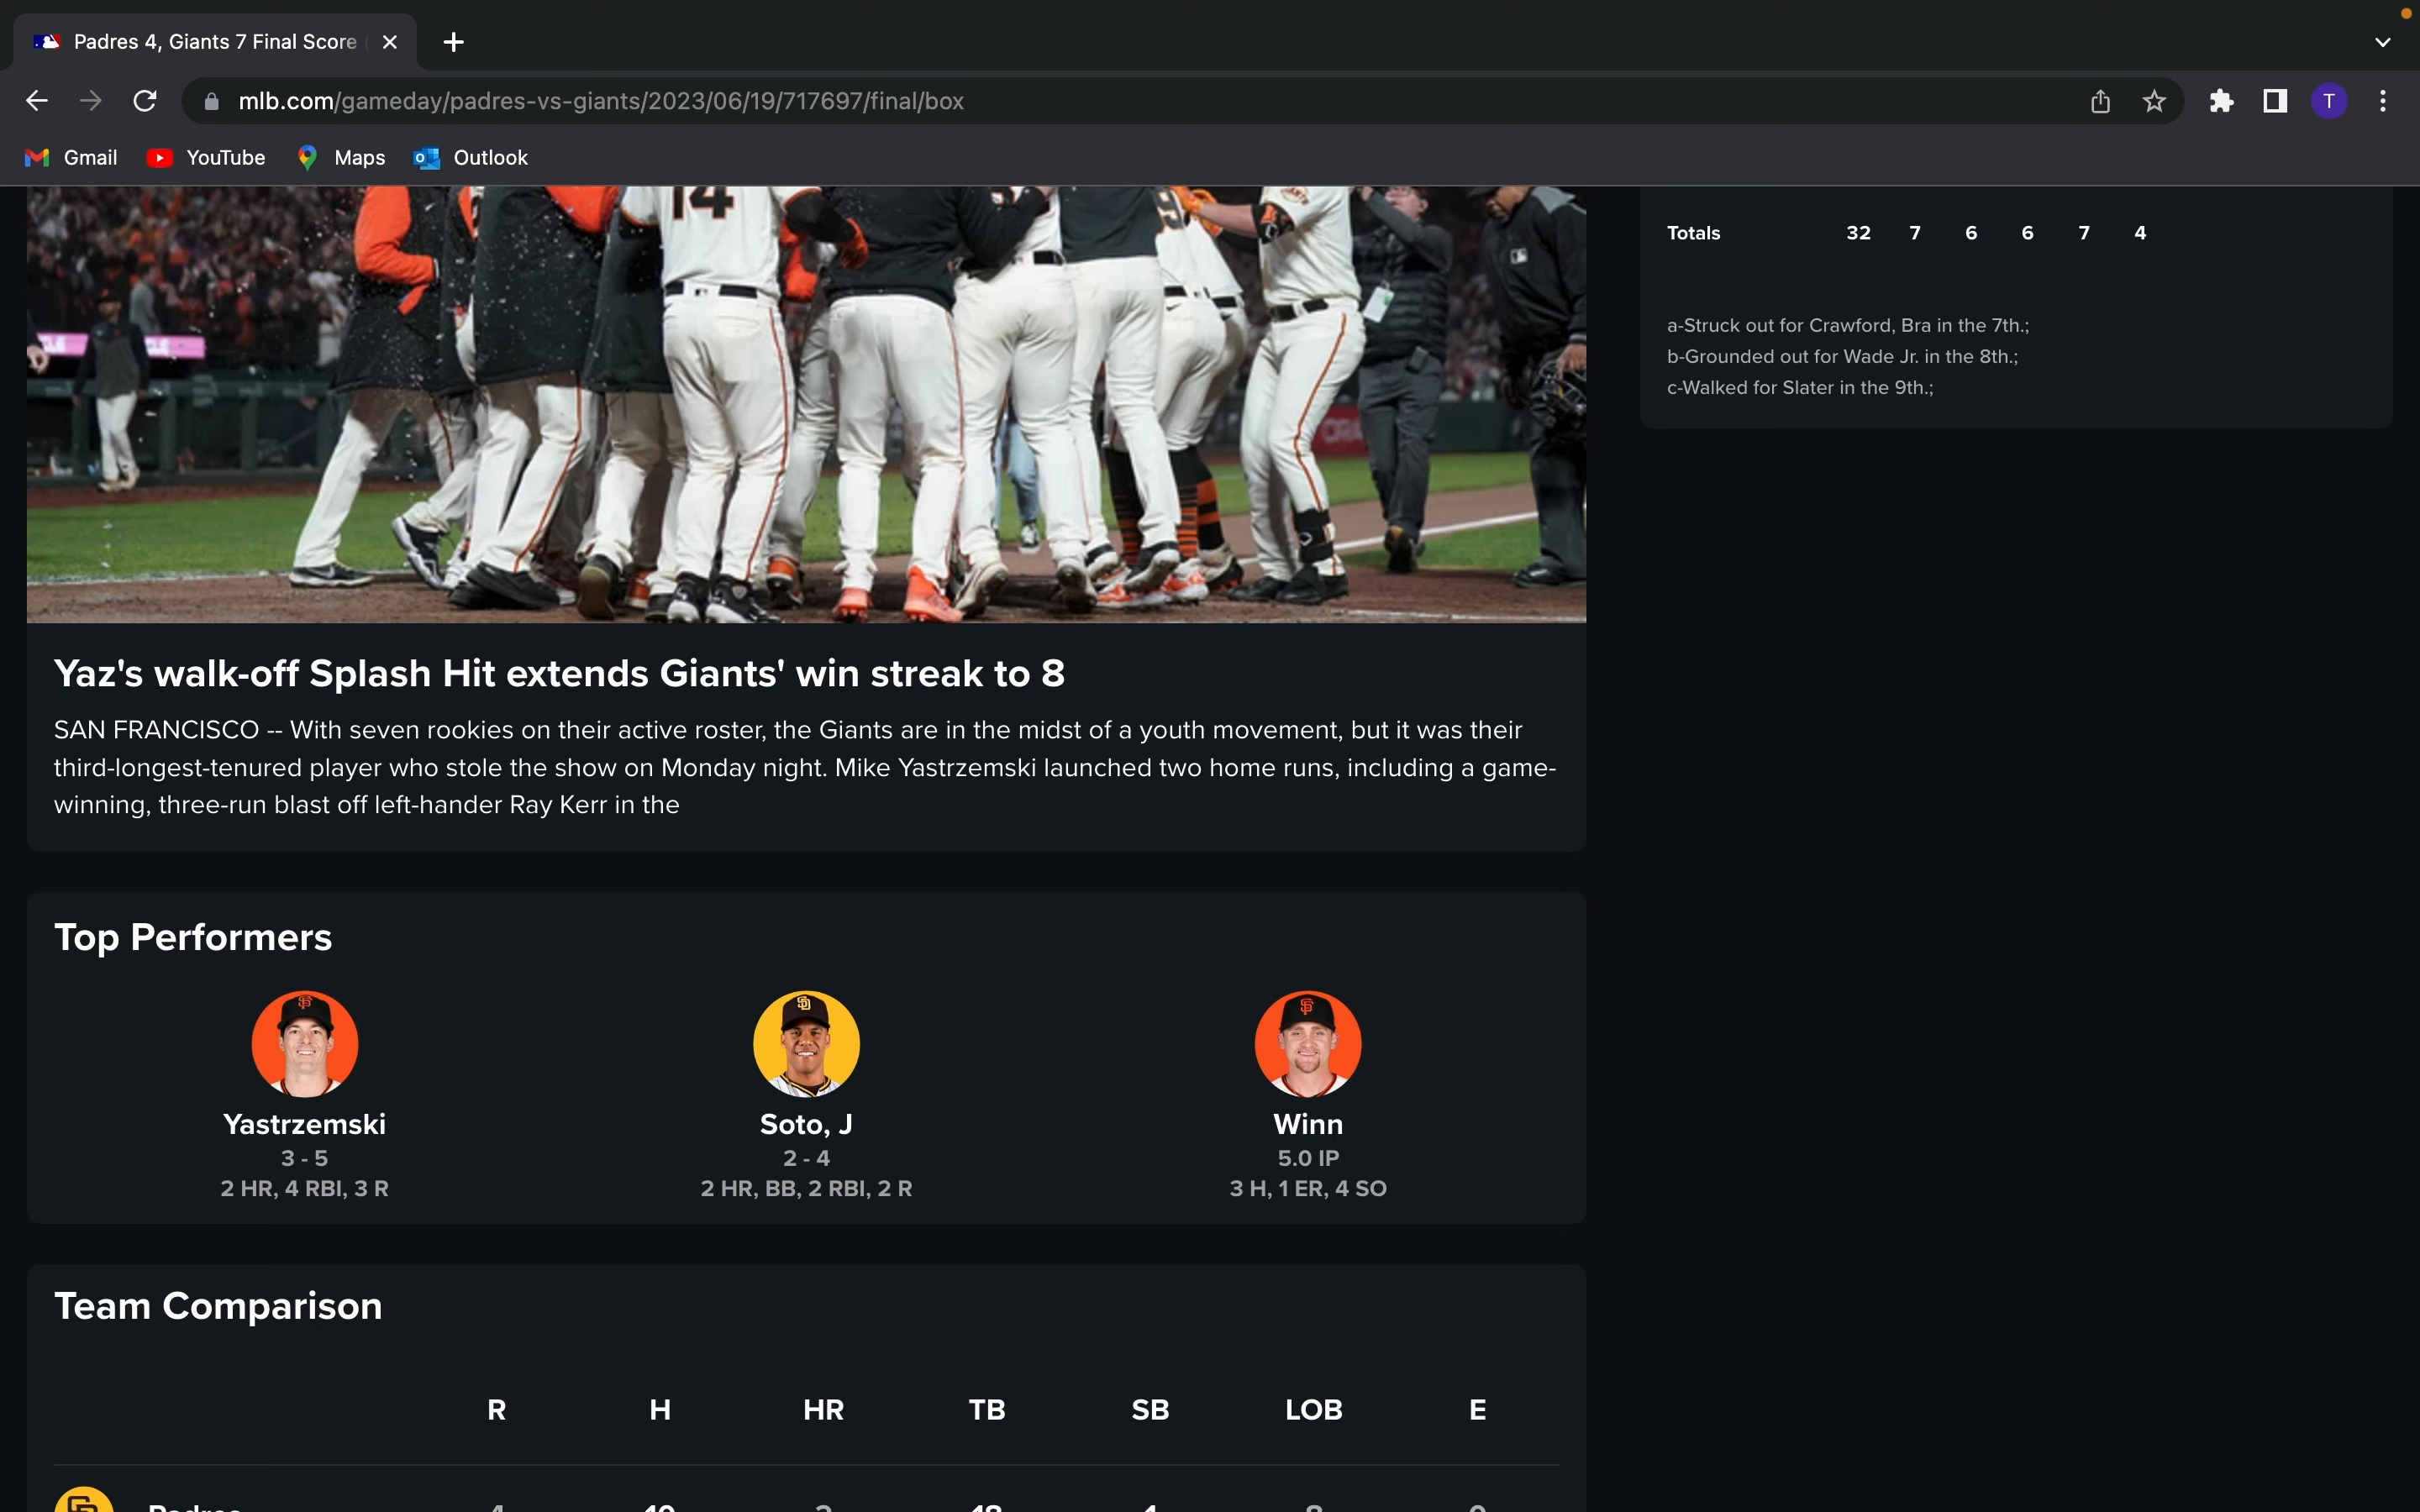 Padres 4, Giants 7 Final Score
mlb.com/gameday/padres-vs-giants/2023/06/19/717697/final/box
T
Gmail
YouTube
Maps
Outlook
14
Totals 32 7 6 6 7 4
a-Struck out for Crawford, Bra in the 7th.;
b-Grounded out for Wade Jr. in the 8th.;
c-Walked for Slater in the 9th.;
Yaz's walk-off Splash Hit extends Giants' win streak to 8
SAN FRANCISCO -- With seven rookies on their active roster, the Giants are in the midst of a youth movement, but it was their
third-longest-tenured player who stole the show on Monday night. Mike Yastrzemski launched two home runs, including a game-
winning, three-run blast off left-hander Ray Kerr in the
Top Performers
Yastrzemski
3 - 5
2 HR, 4 RBI, 3 R
Soto, J
2 - 4
2 HR, BB, 2 RBI, 2 R
Winn
5.0 IP
3 H, 1 ER, 4 SO
Team Comparison
R H HR TB SB LOB E
Padres 4 10